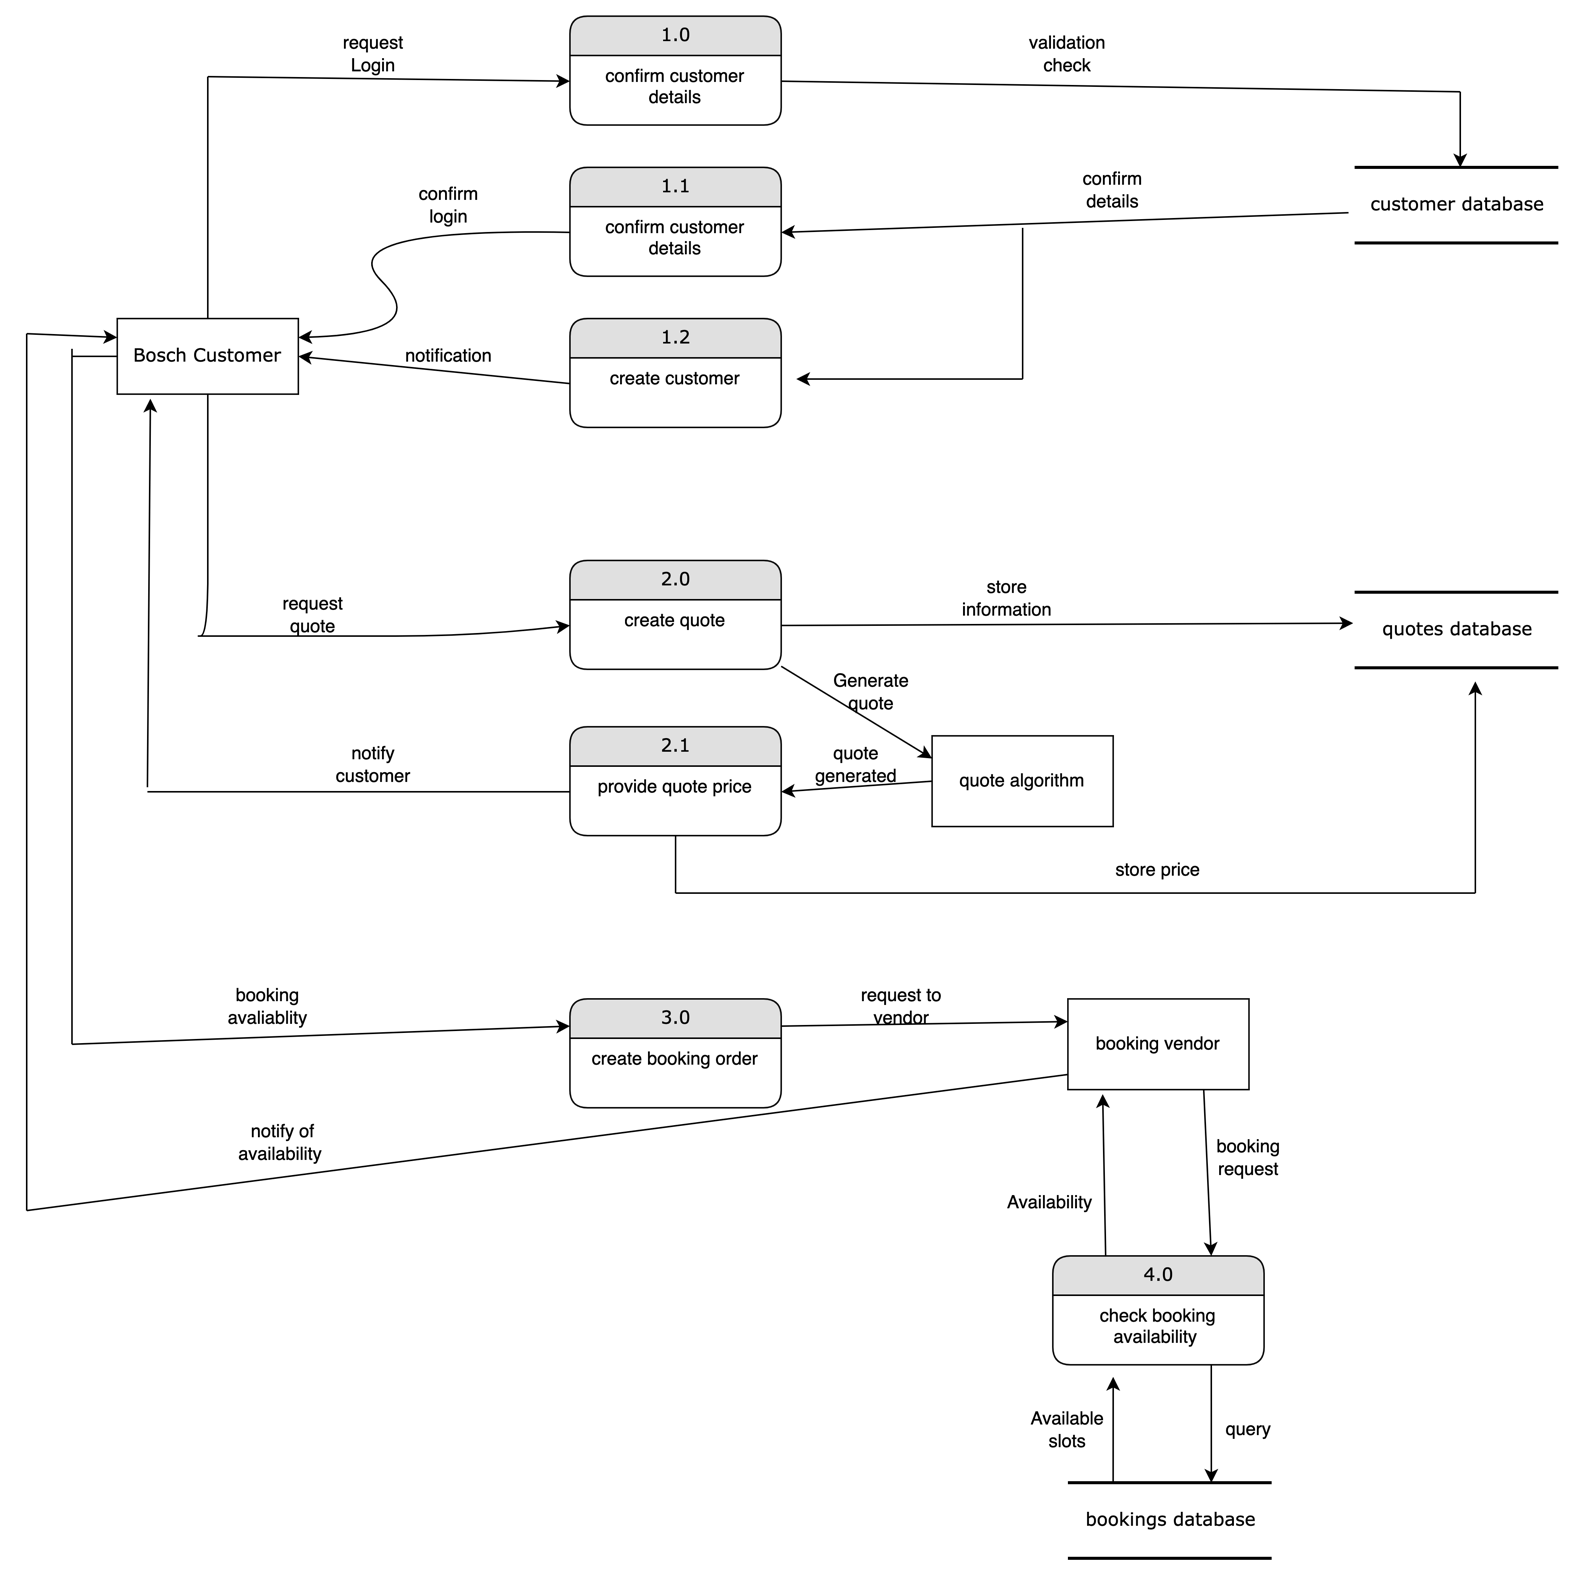 request
Login
1.0
confirm customer
details
validation
check
confirm
login
1.1
confirm customer
details
confirm
details
customer database
Bosch Customer
notification
1.2
create customer
request
quote
2.0
create quote
store
information
quotes database
Generate
quote
notify
customer
2.1
provide quote price
quote
generated
quote algorithm
store price
booking
avaliablity
3.0
create booking order
request to
vendor
booking vendor
notify of
availability
booking
request
Availability
4.0
check booking
availability
Available
slots
query
bookings database